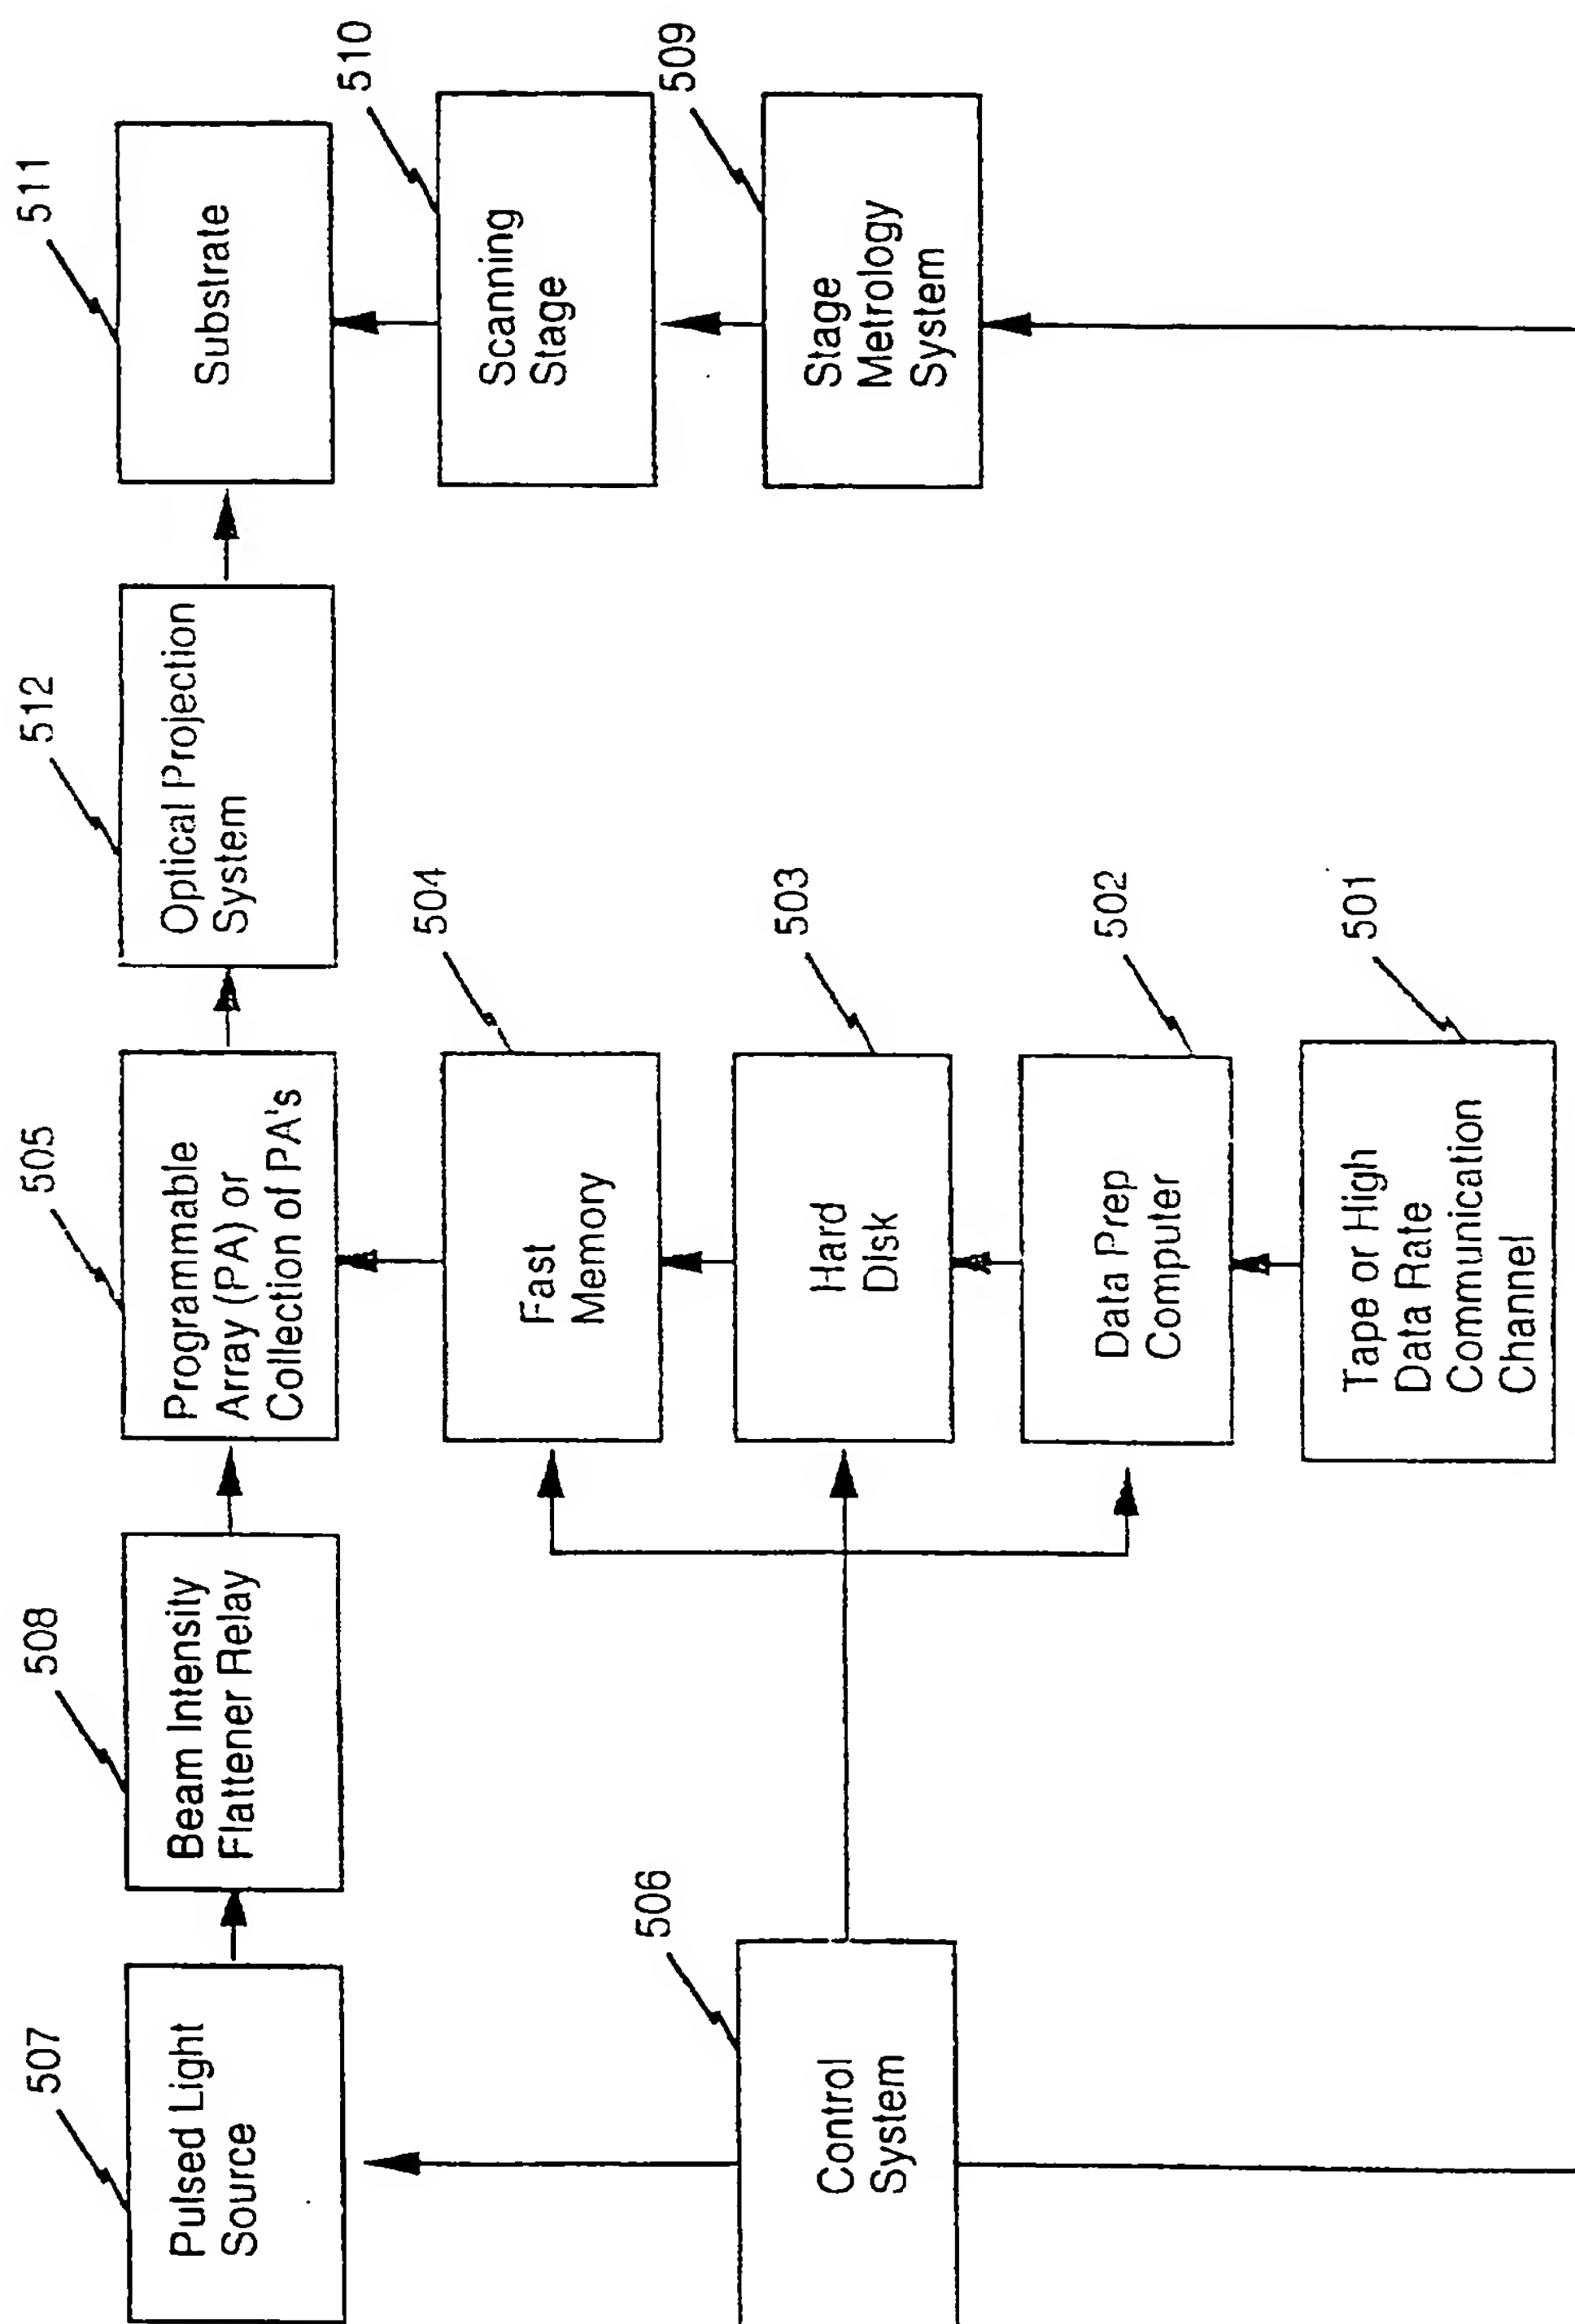 507
Pulsed Light
Source
508
Beam Intensity
Flattener Relay
505
Programmable
Array (PA) or
Collection of PA's
512
Optical Projection
System
511
Substrate
506
Control
System
504
Fast
Memory
503
Hard
Disk
502
Data Prep
Computer
501
Tape or High
Data Rate
Communication
Channel
510
Scanning
Stage
509
Stage
Metrology
System